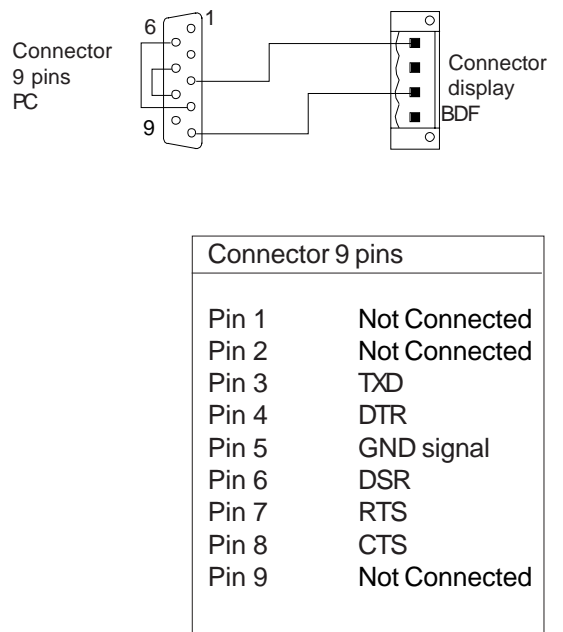 6
1
Connector
9 pins
PC
9
Connector
display
BDF
Connector 9 pins
Pin 1 Not Connected
Pin 2 Not Connected
Pin 3 TXD
Pin 4 DTR
Pin 5 GND signal
Pin 6 DSR
Pin 7 RTS
Pin 8 CTS
Pin 9 Not Connected